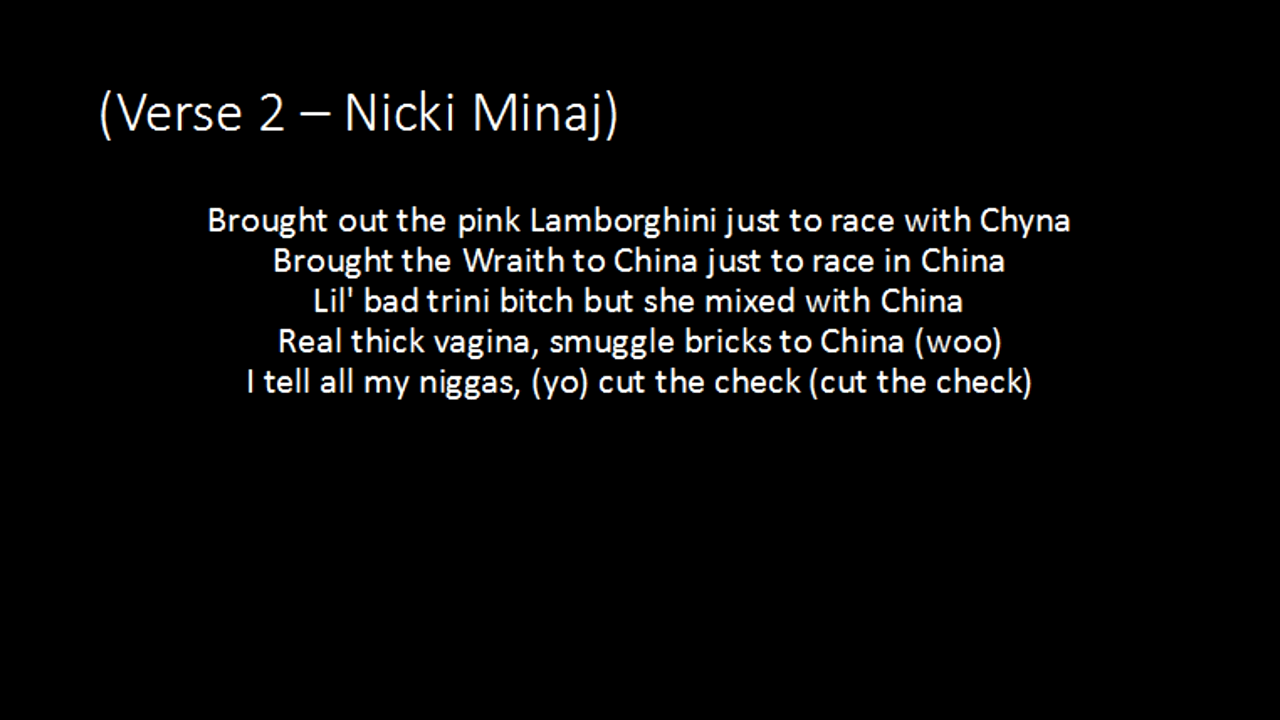 (Verse 2 – Nicki Minaj)
Brought out the pink Lamborghini just to race with Chyna
Brought the Wraith to China just to race in China
Lil' bad trini bitch but she mixed with China
Real thick vagina, smuggle bricks to China (woo)
I tell all my niggas, (yo) cut the check (cut the check)